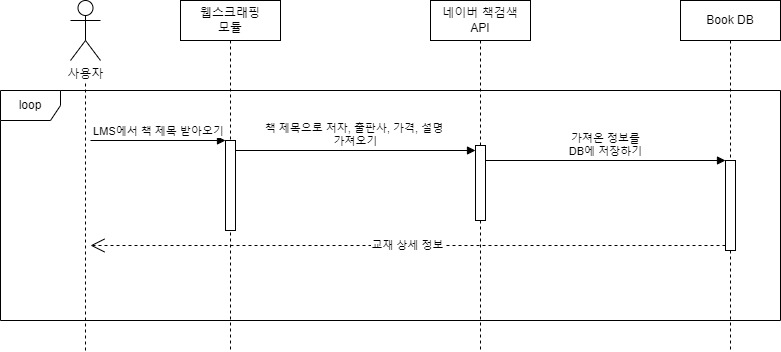 웹스크래핑
모듈
네이버 책검색
API
Book DB
사용자
loop
LMS에서 책 제목 받아오기
책 제목으로 저자, 출판사, 가격, 설명
가져오기
가져온 정보를
DB에 저장하기
교재 상세 정보